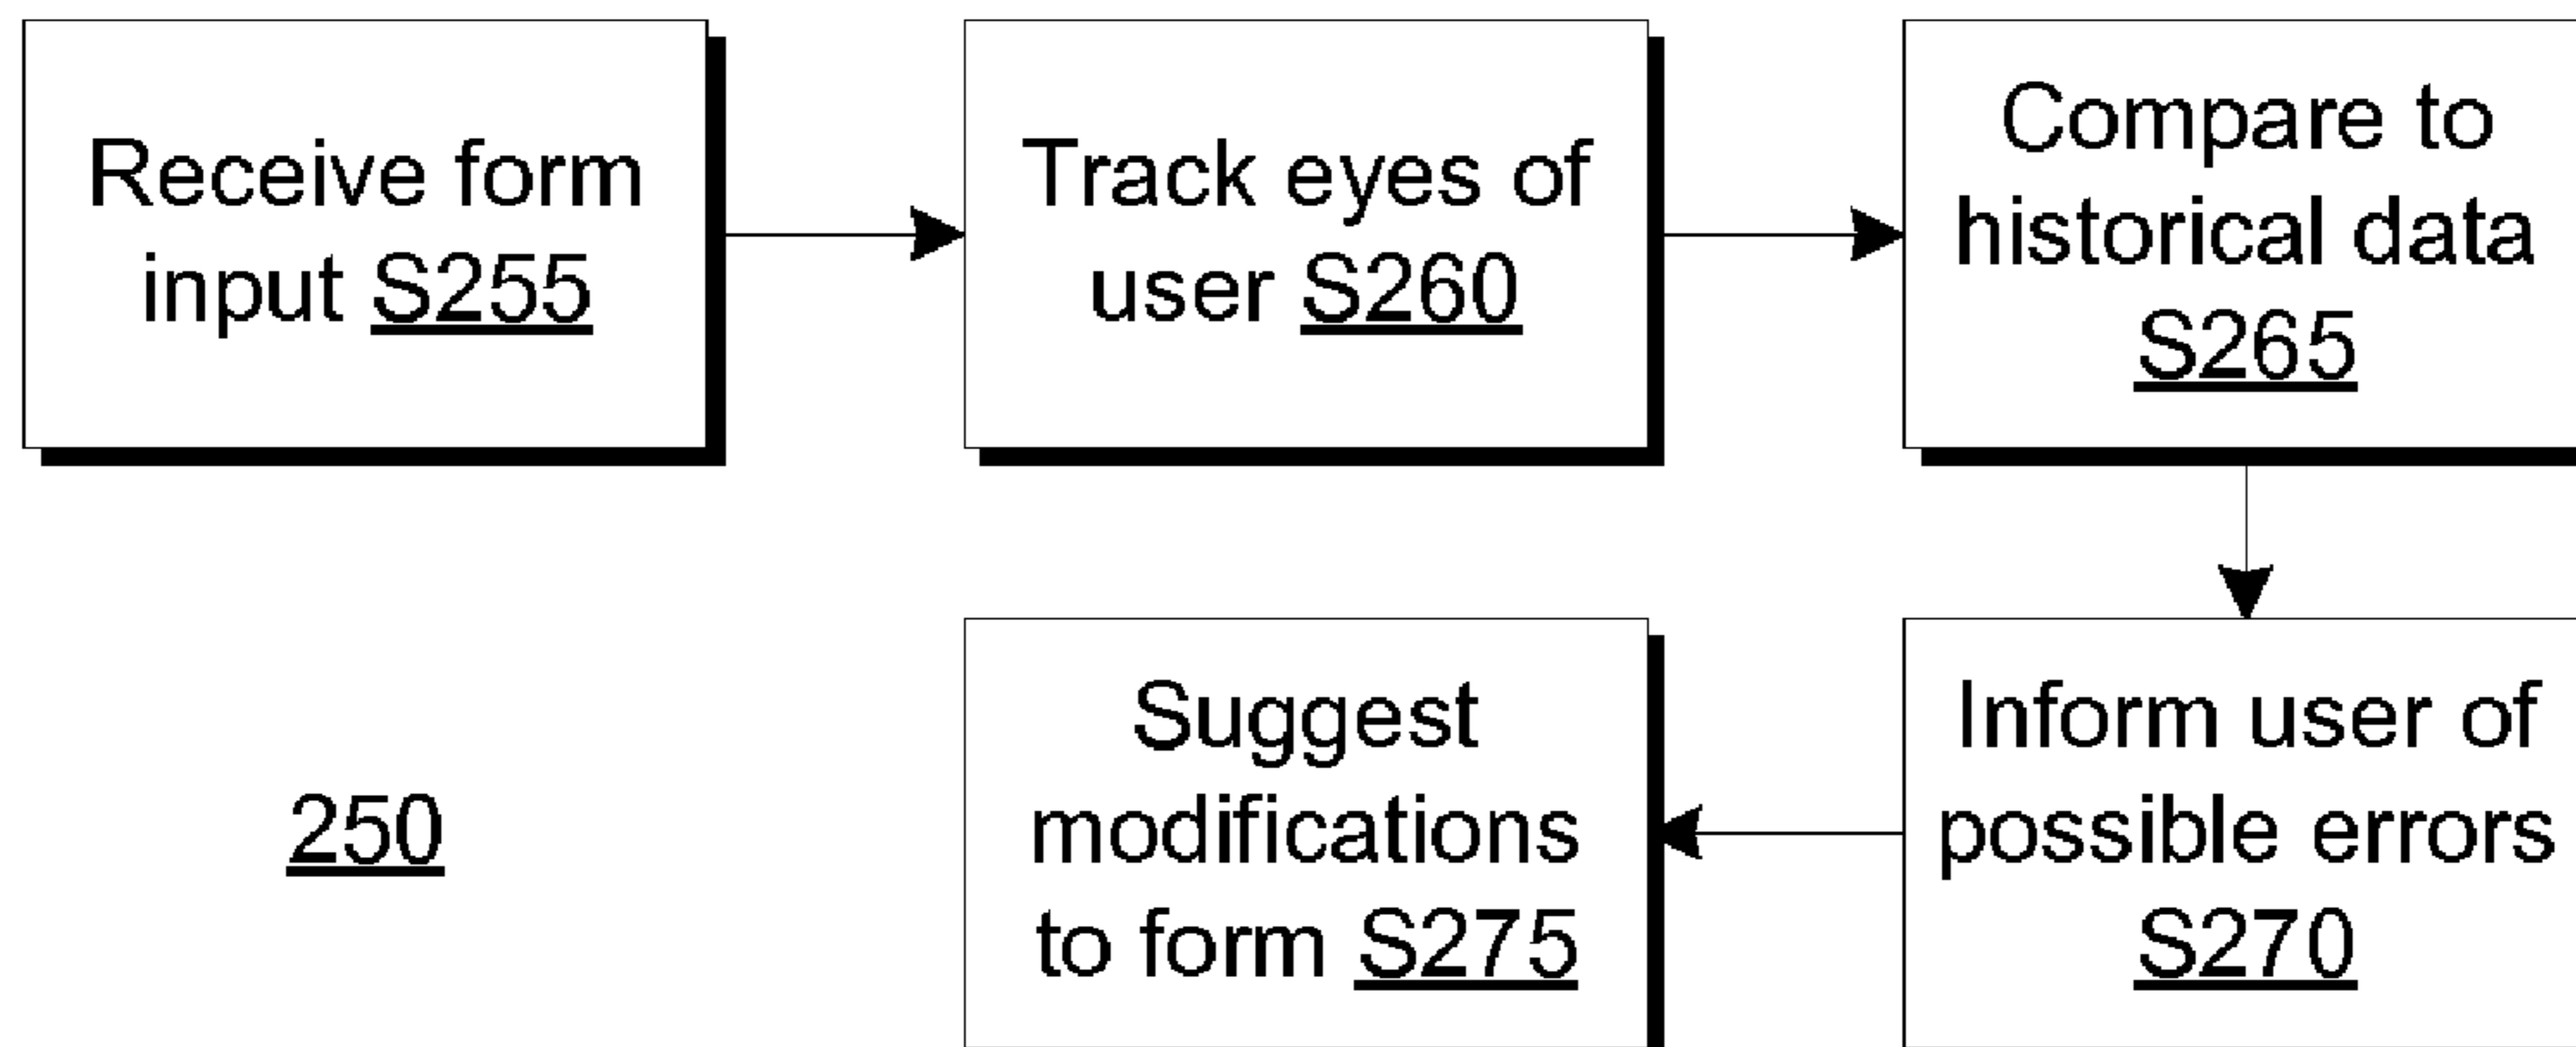 Receive form
input S255
Track eyes of
user S260
Compare to
historical data
S265
Inform user of
possible errors
S270
Suggest
modifications
to form S275
250